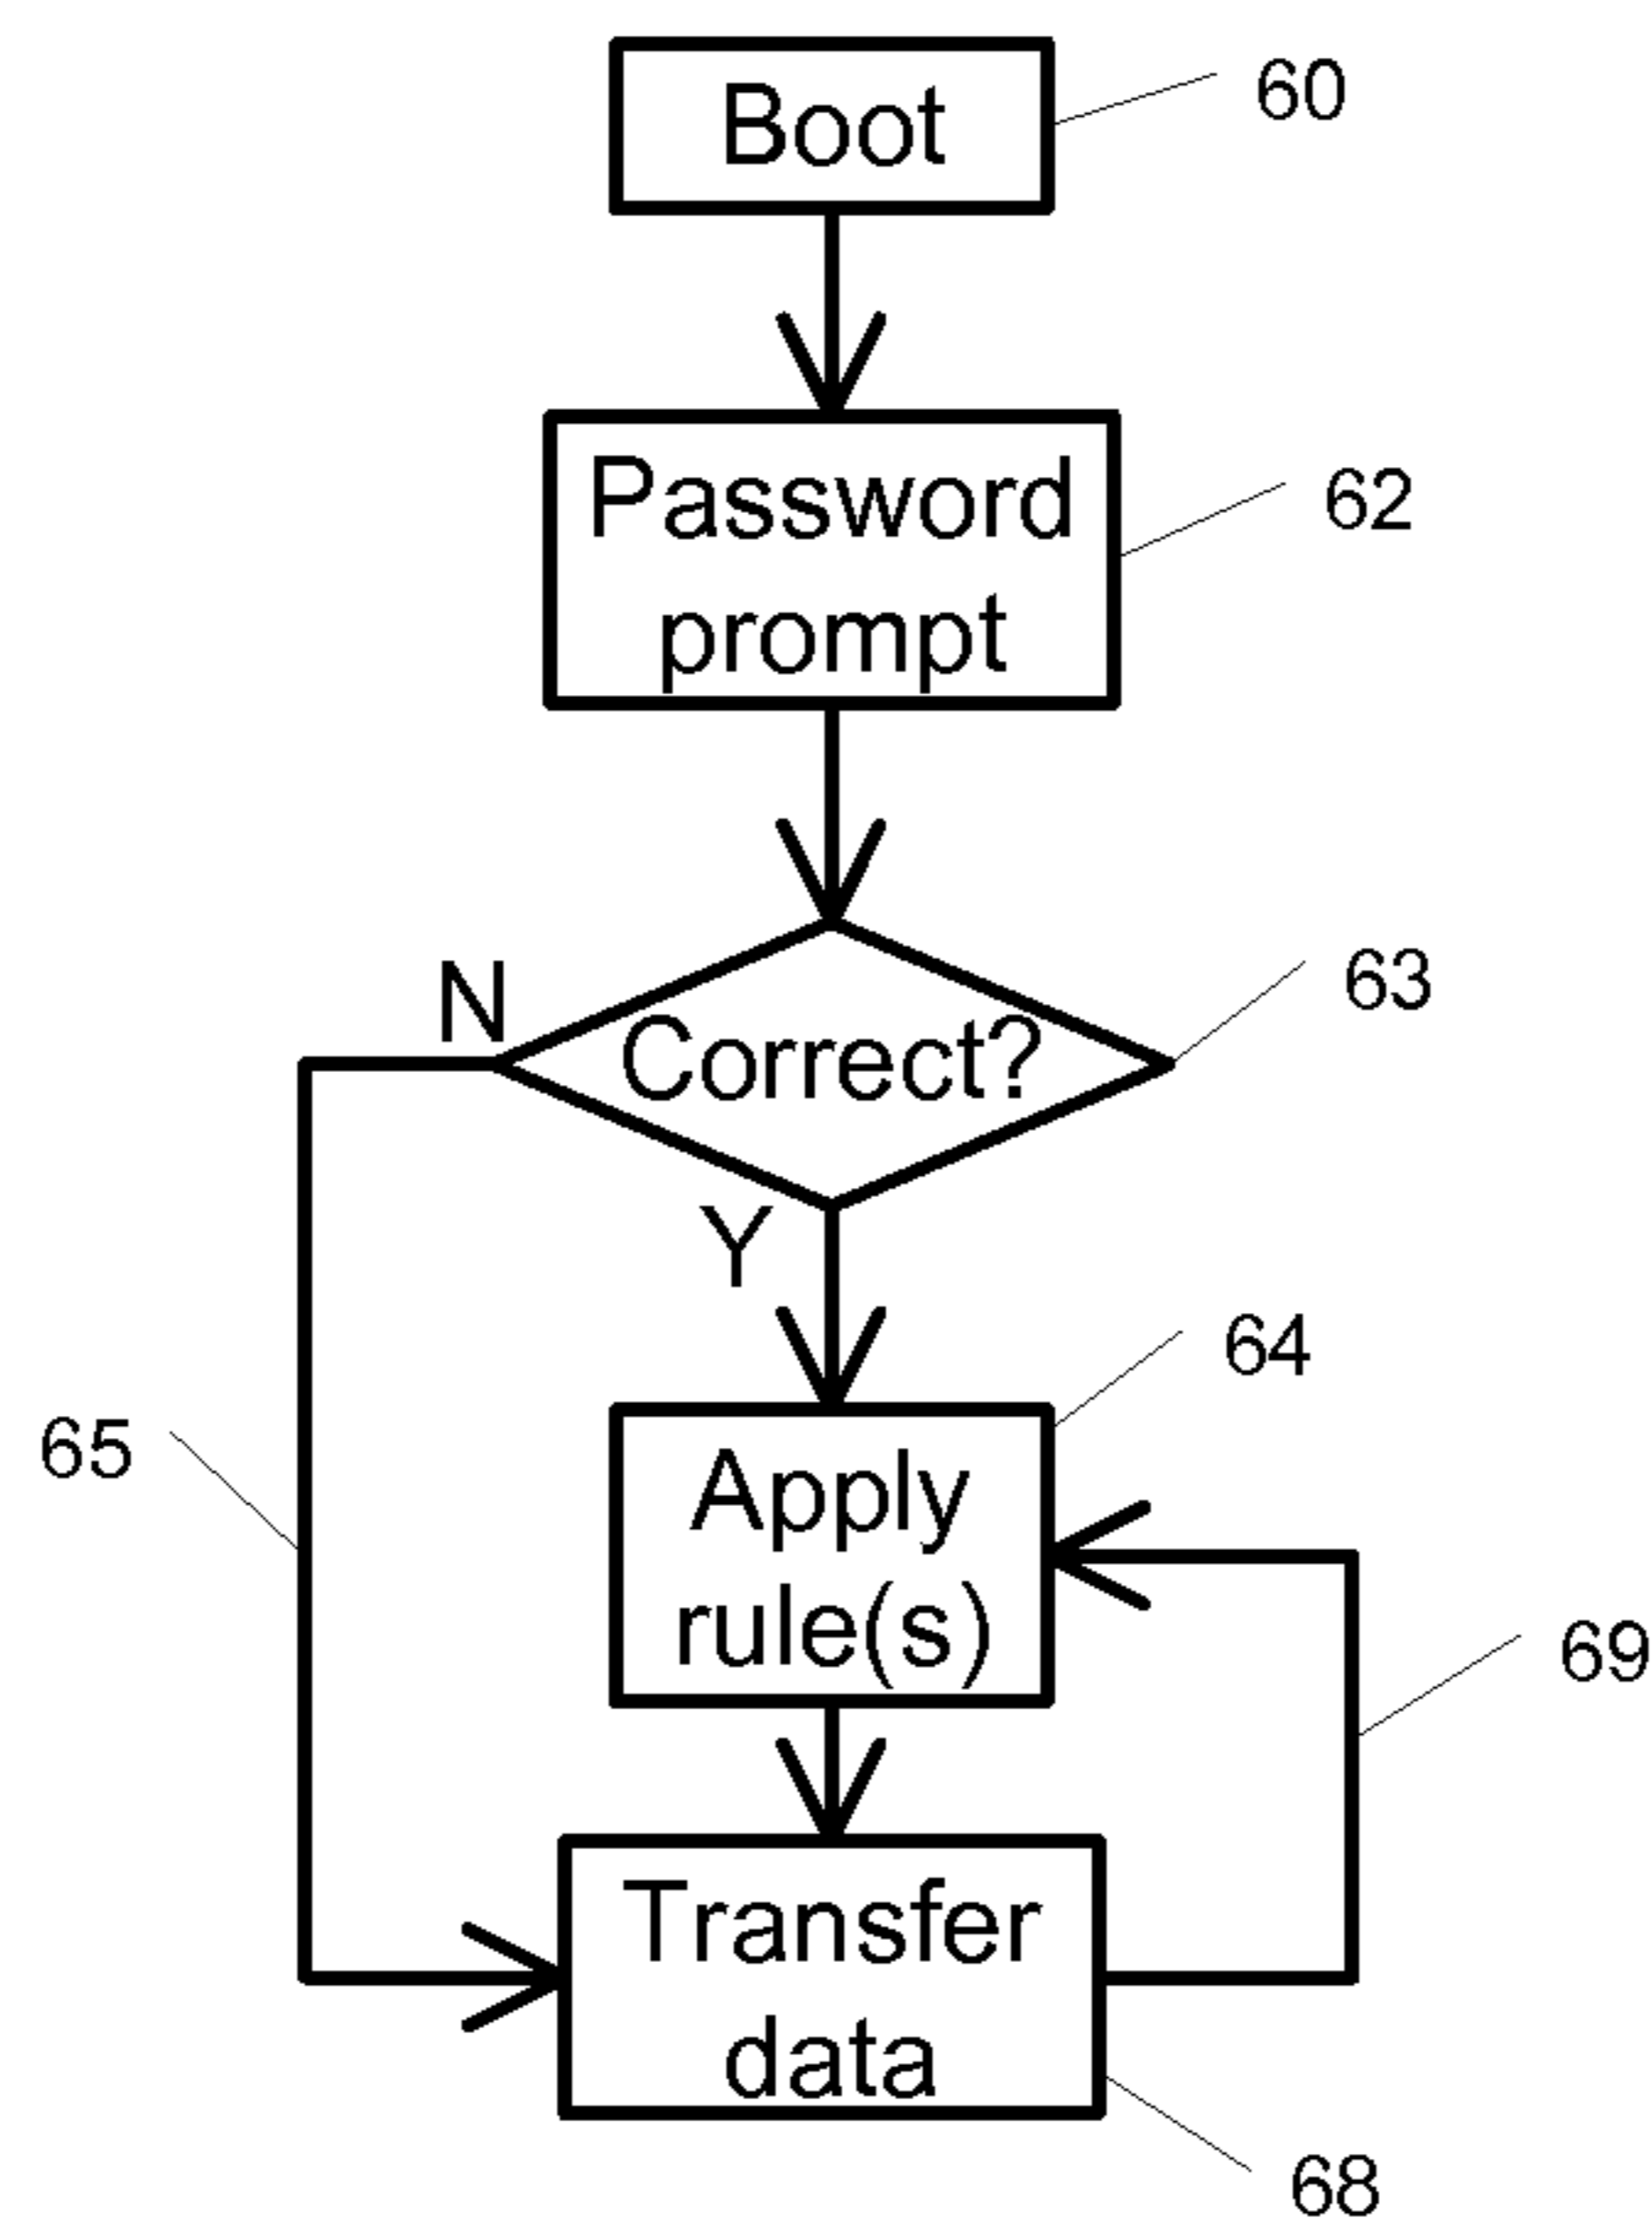 Boot
60
Password
prompt
62
N
Correct?
63
Y
64
65
Apply
rule(s)
69
Transfer
data
68